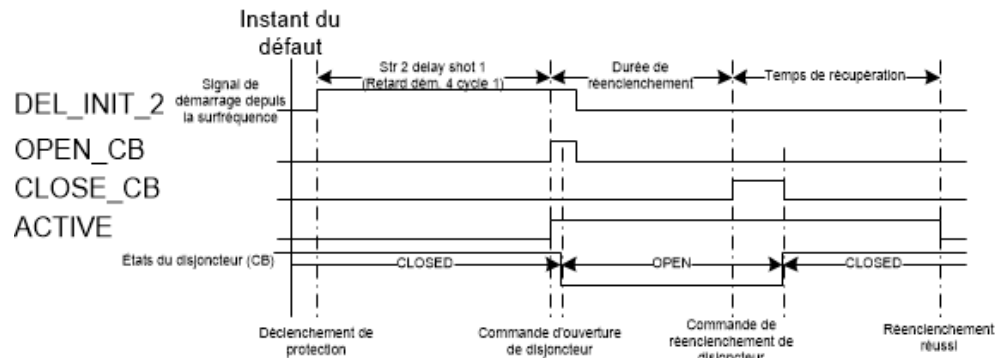 Instant du
défaut
Str 2 delay shot 1
(Retard dém. 4 cycle 1)
Durée de
réenclenchement
Temps de récupération
Signal de
démarrage depuis
la surfréquence
DEL_INIT_2
OPEN_CB
CLOSE_CB
ACTIVE
États du disjoncteur (CB)
CLOSED
OPEN
CLOSED
Déclenchement de
protection
Commande d'ouverture
de disjoncteur
Commande de
réenclenchement de
disjoncteur
Réenclenchement
réussi